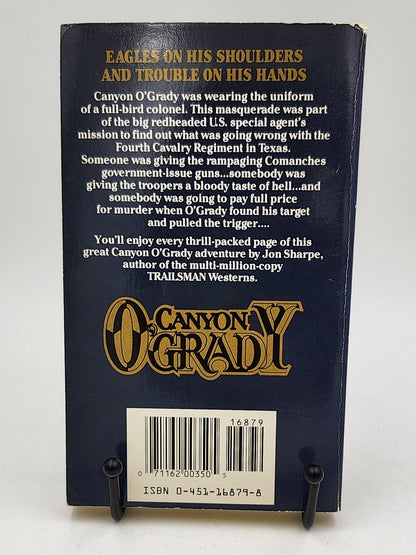 EAGLES ON HIS SHOULDERS
AND TROUBLE ON HIS HANDS
Canyon O'Grady was wearing the uniform
of a full-bird colonel. This masquerade was part
of the big redheaded U.S. special agent's
mission to find out what was going wrong with the
Fourth Cavalry Regiment in Texas.
Someone was giving the rampaging Comanches
government-issue guns...somebody was
giving the troopers a bloody taste of hell...and
somebody was going to pay full price
for murder when O'Grady found his target
and pulled the trigger....
You'll enjoy every thrill-packed page of this
great Canyon O'Grady adventure by Jon Sharpe,
author of the multi-million-copy
TRAILSMAN Westerns.
CANYON
O'GRADY
16879
0 71162 00350 5
ISBN 0-451-16879-8